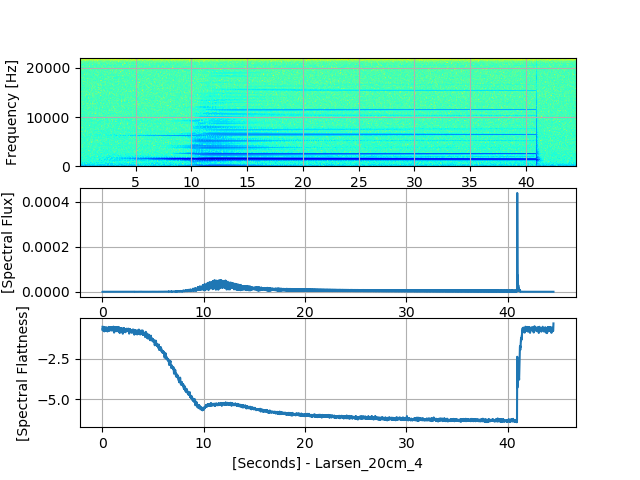 Frequency [Hz]
20000
10000
0
5 10 15 20 25 30 35 40
[Spectral Flux]
0.0004
0.0002
0.0000
0 10 20 30 40
[Spectral Flattness]
−2.5
−5.0
0 10 20 30 40
[Seconds] - Larsen_20cm_4